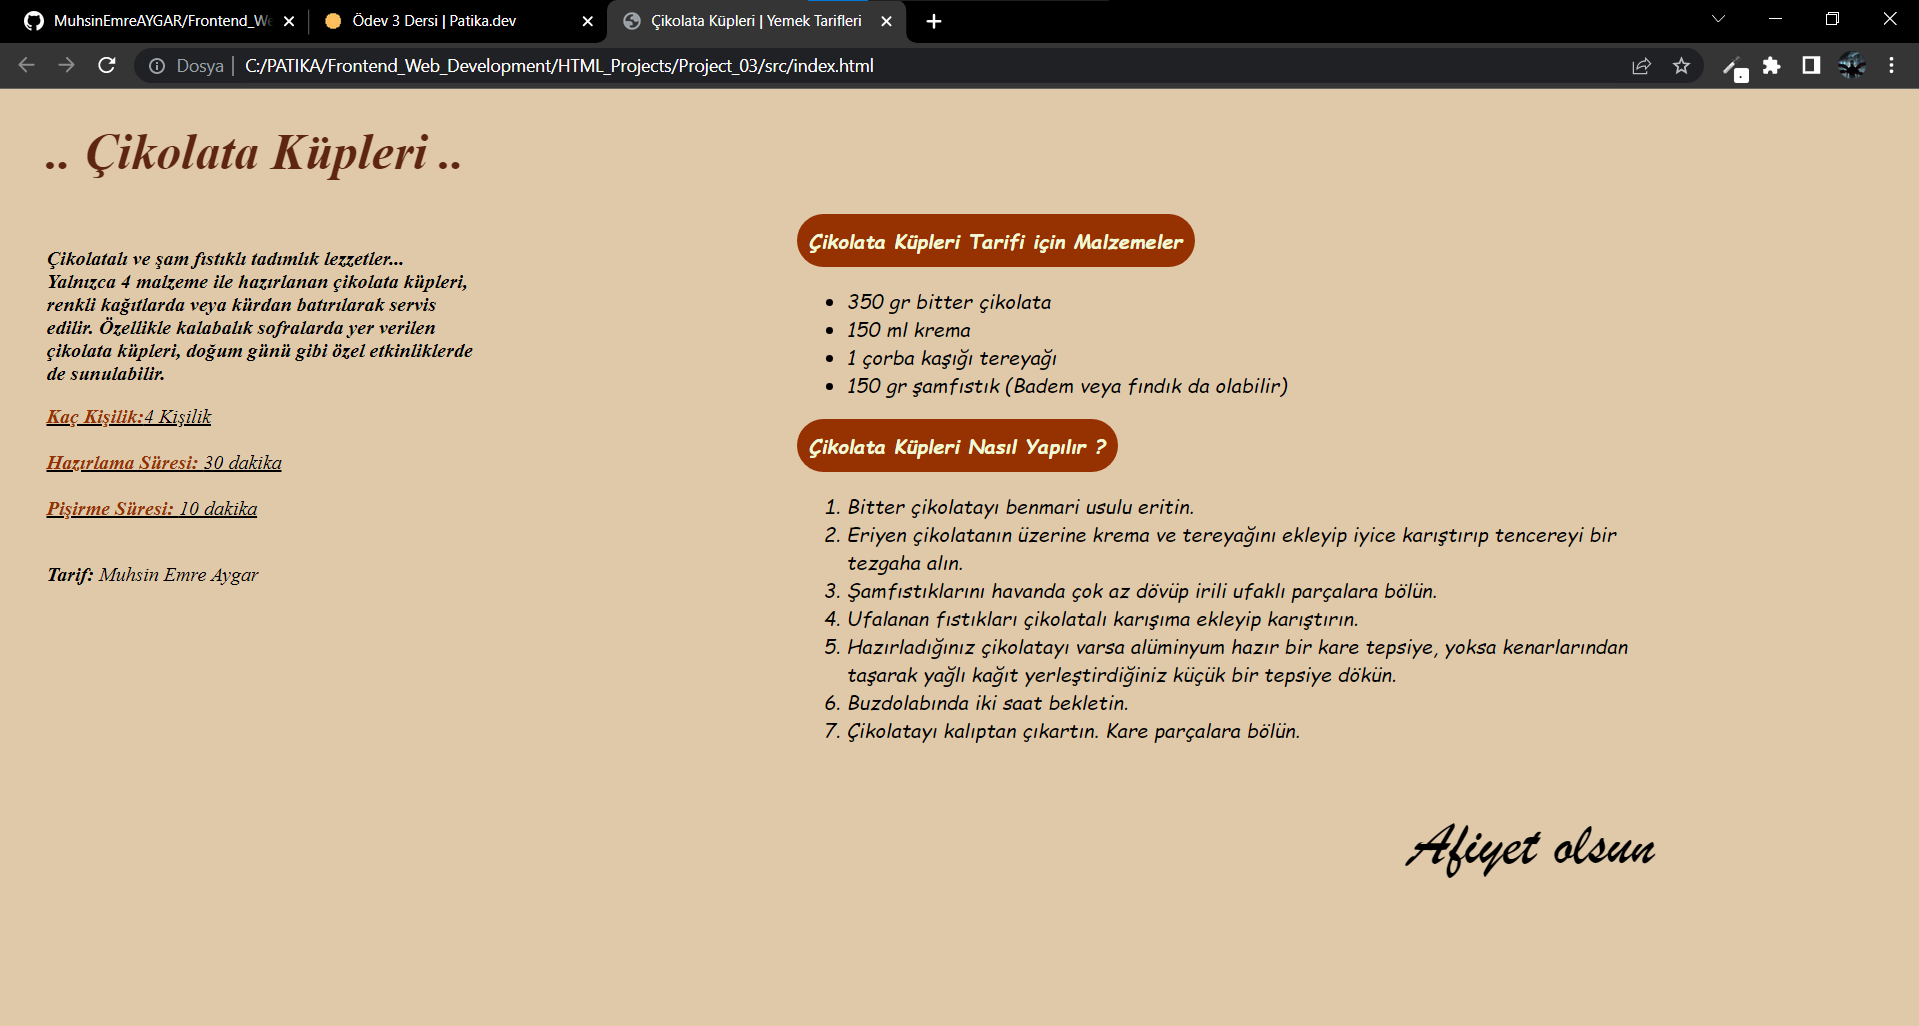 MuhsinEmreAYGAR/Frontend_We
Ödev 3 Dersi | Patika.dev
Çikolata Küpleri | Yemek Tarifleri
Dosya | C:/PATIKA/Frontend_Web_Development/HTML_Projects/Project_03/src/index.html
.. Çikolata Küpleri ..
Çikolatalı ve şam fıstıklı tadımlık lezzetler...
Yalnızca 4 malzeme ile hazırlanan çikolata küpleri,
renkli kağıtlarda veya kürdan batırılarak servis
edilir. Özellikle kalabalık sofralarda yer verilen
çikolata küpleri, doğum günü gibi özel etkinliklerde
de sunulabilir.
Kaç Kişilik:4 Kişilik
Hazırlama Süresi: 30 dakika
Pişirme Süresi: 10 dakika
Tarif: Muhsin Emre Aygar
Çikolata Küpleri Tarifi için Malzemeler
• 350 gr bitter çikolata
• 150 ml krema
• 1 çorba kaşığı tereyağı
• 150 gr şamfıstık (Badem veya fındık da olabilir)
Çikolata Küpleri Nasıl Yapılır ?
1. Bitter çikolatayı benmari usulu eritin.
2. Eriyen çikolatanın üzerine krema ve tereyağını ekleyip iyice karıştırıp tencereyi bir
tezgaha alın.
3. Şamfıstıklarını havanda çok az dövüp irili ufaklı parçalara bölün.
4. Ufalanan fıstıkları çikolatalı karışıma ekleyip karıştırın.
5. Hazırladığınız çikolatayı varsa alüminyum hazır bir kare tepsiye, yoksa kenarlarından
taşarak yağlı kağıt yerleştirdiğiniz küçük bir tepsiye dökün.
6. Buzdolabında iki saat bekletin.
7. Çikolatayı kalıptan çıkartın. Kare parçalara bölün.
Afiyet olsun